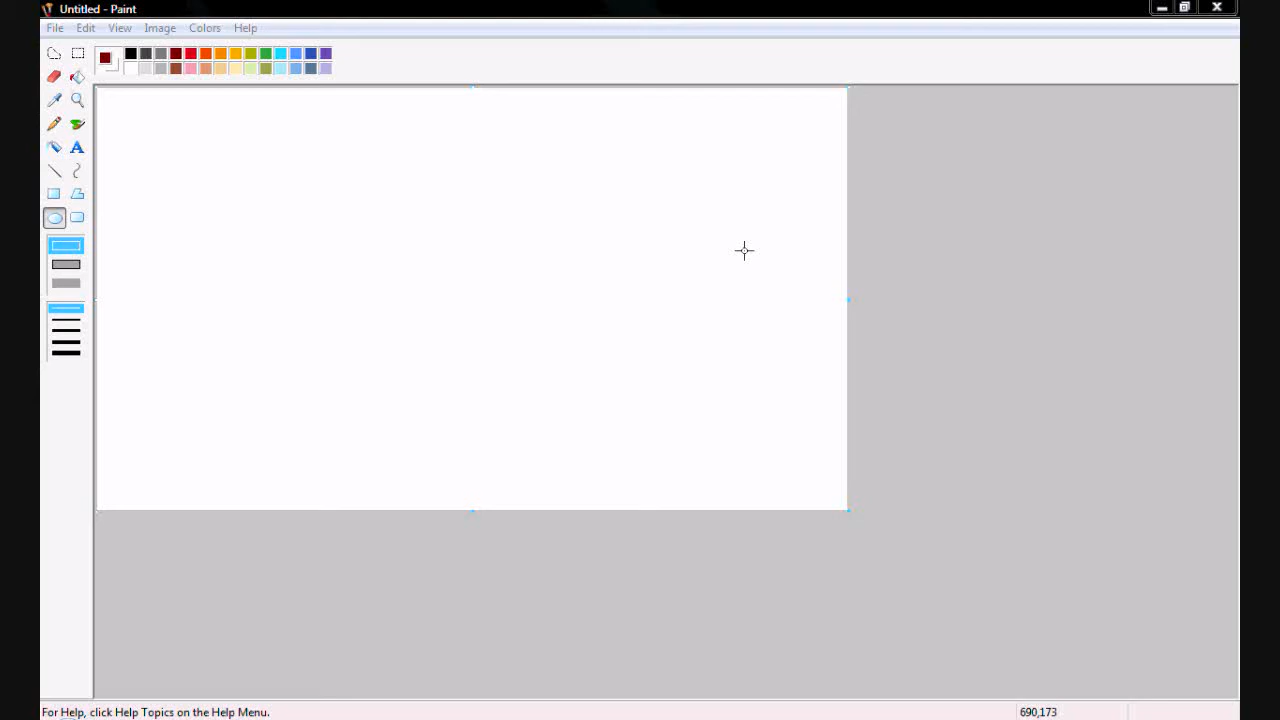 Untitled - Paint
File Edit View Image Colors Help
A
For Help, click Help Topics on the Help Menu.
690,173